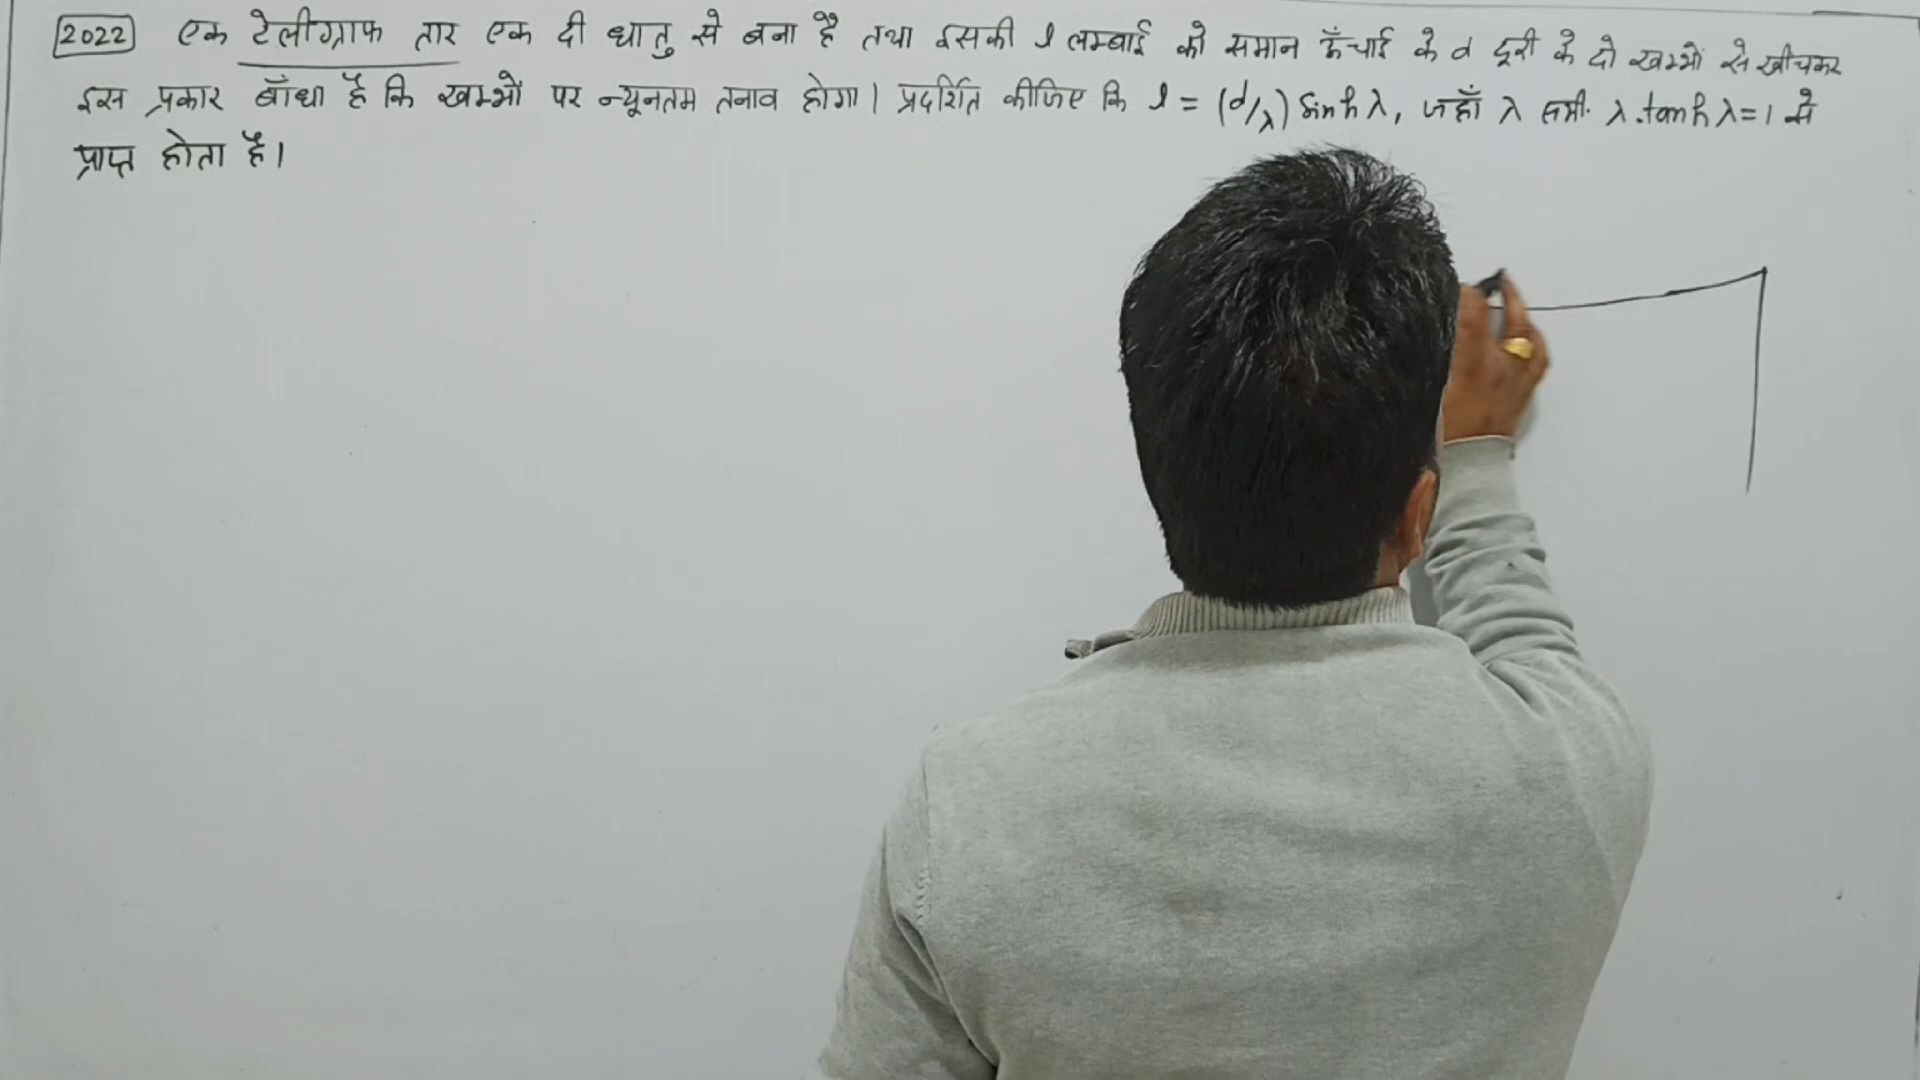 2022 एक टेलीग्राफ तार एक ही धातु से बना है तथा इसकी l लम्बाई को समान ऊँचाई के d दूरी के दो खम्भों से खींचकर
इस प्रकार बाँधा है कि खम्भों पर न्यूनतम तनाव होगा। प्रदर्शित कीजिए कि l = (d/λ) sinh λ, जहाँ λ समी. λ.tanh λ=1 से
प्राप्त होता है।